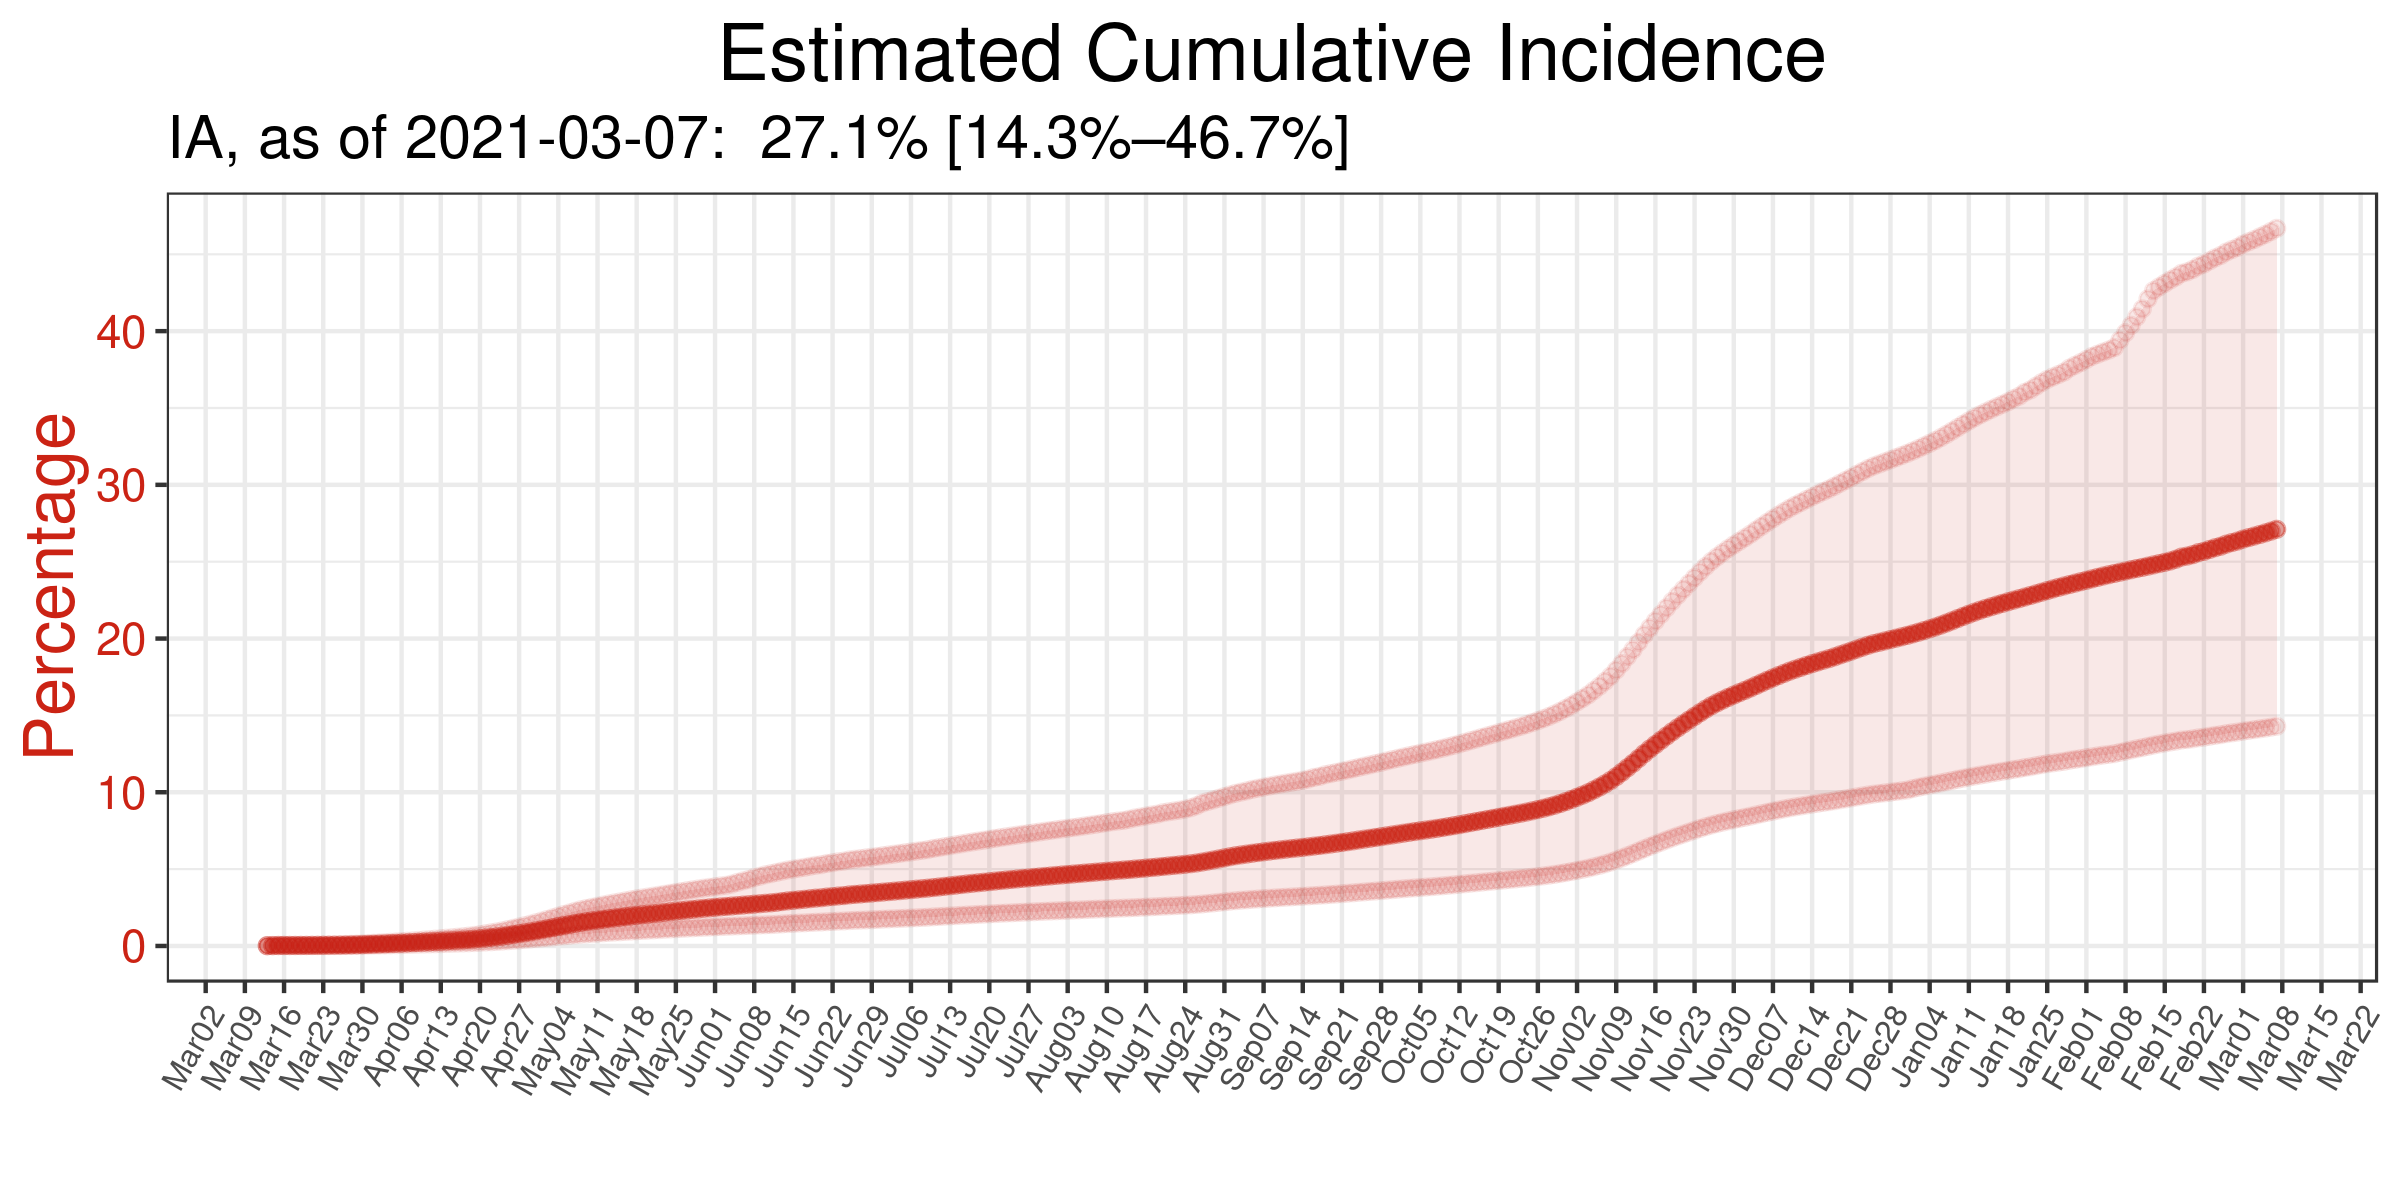 Estimated Cumulative Incidence
IA, as of 2021-03-07:  27.1% [14.3%–46.7%]
Percentage
40
30
20
10
0
Mar02
Mar09
Mar16
Mar23
Mar30
Apr06
Apr13
Apr20
Apr27
May04
May11
May18
May25
Jun01
Jun08
Jun15
Jun22
Jun29
Jul06
Jul13
Jul20
Jul27
Aug03
Aug10
Aug17
Aug24
Aug31
Sep07
Sep14
Sep21
Sep28
Oct05
Oct12
Oct19
Oct26
Nov02
Nov09
Nov16
Nov23
Nov30
Dec07
Dec14
Dec21
Dec28
Jan04
Jan11
Jan18
Jan25
Feb01
Feb08
Feb15
Feb22
Mar01
Mar08
Mar15
Mar22